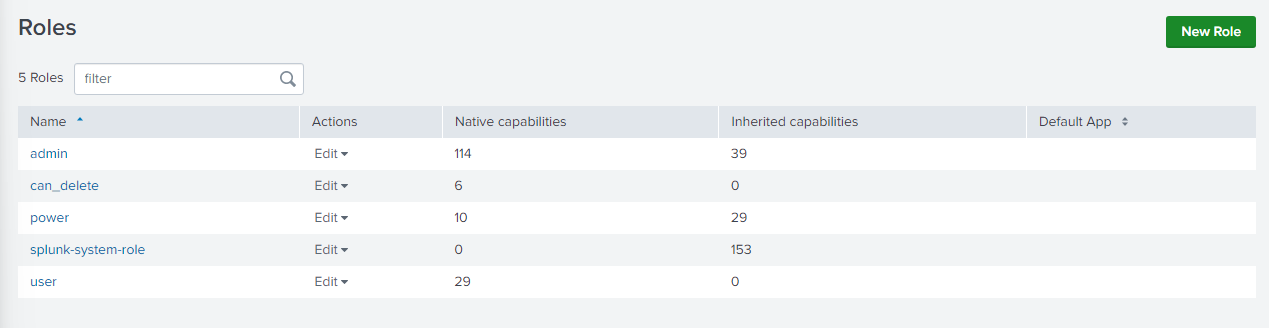 Roles
New Role
5 Roles filter
Name Actions Native capabilities Inherited capabilities Default App
admin Edit 114 39
can_delete Edit 6 0
power Edit 10 29
splunk-system-role Edit 0 153
user Edit 29 0